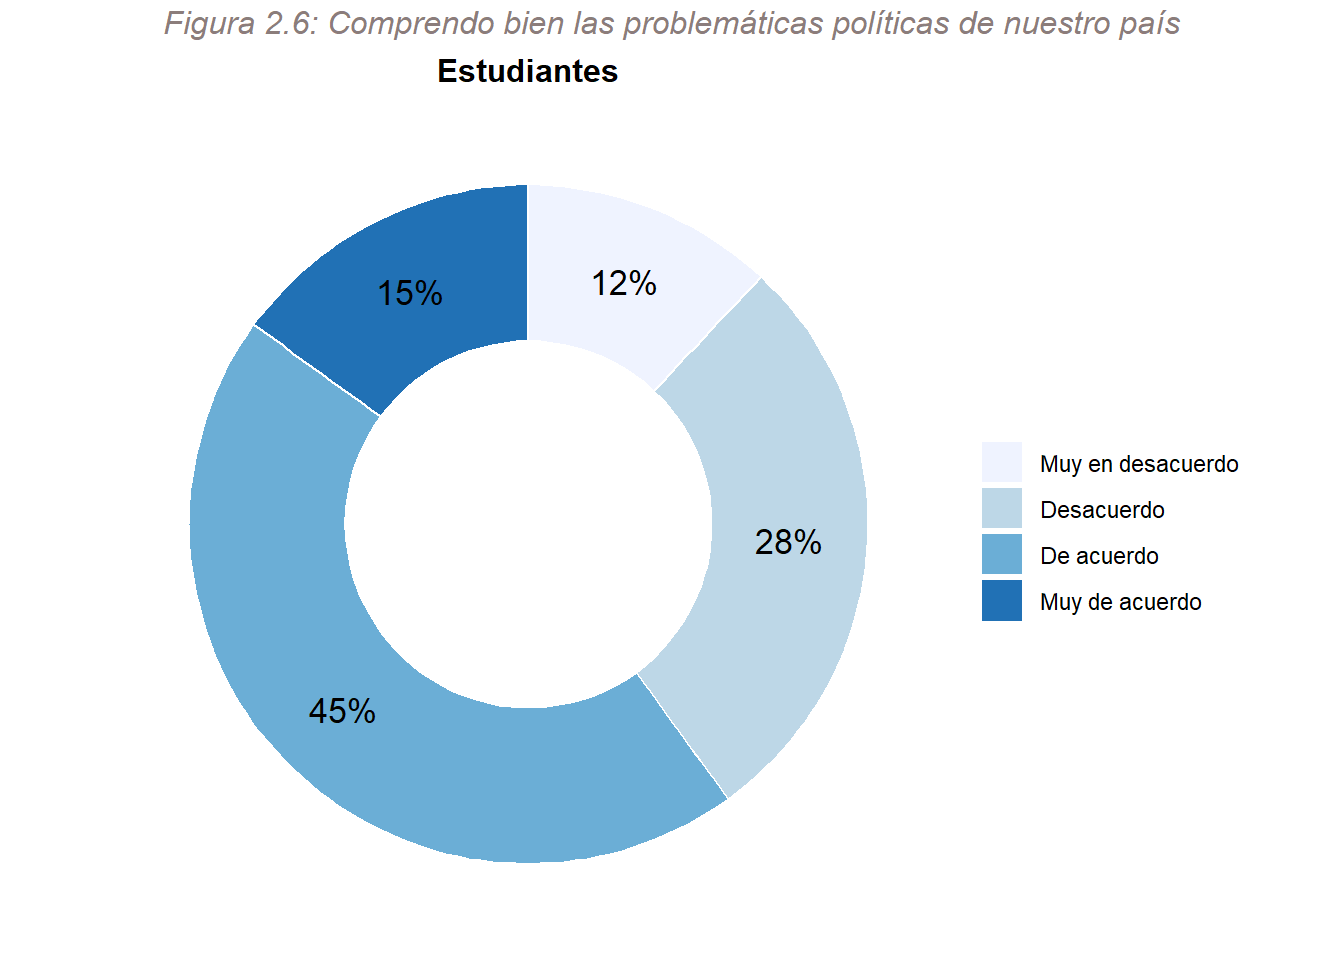 Figura 2.6: Comprendo bien las problemáticas políticas de nuestro país
Estudiantes
12%
15%
28%
45%
Muy en desacuerdo
Desacuerdo
De acuerdo
Muy de acuerdo